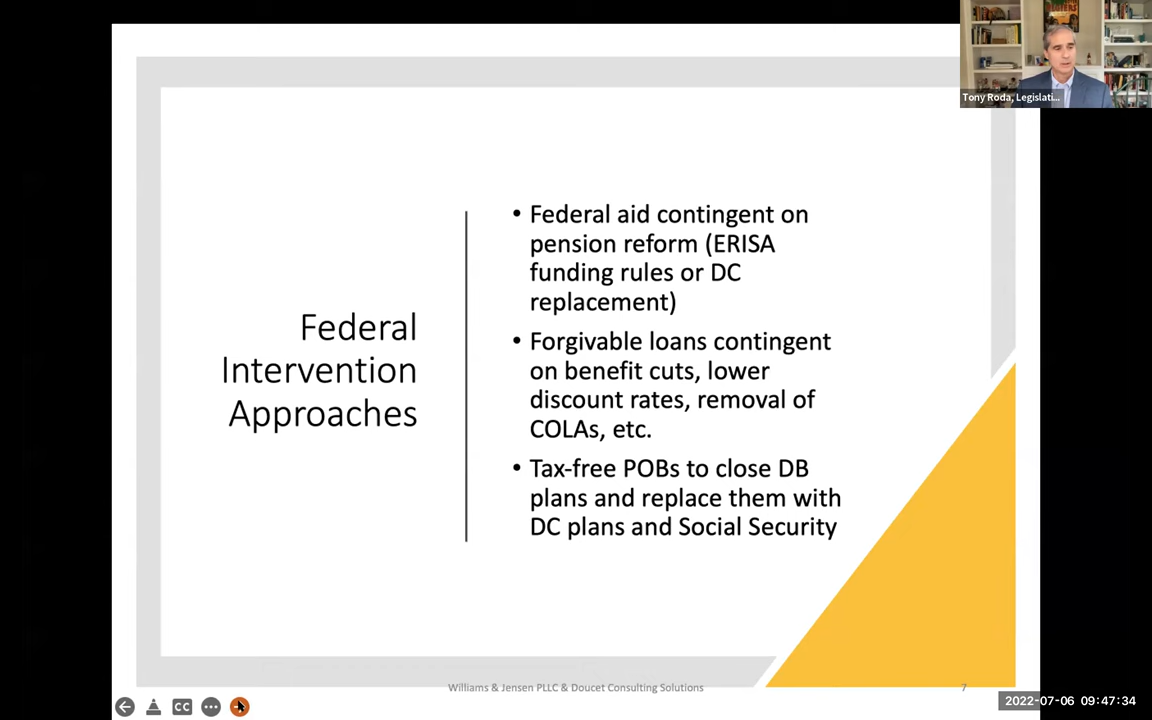 Tony Roda, Legislati...
Federal
Intervention
Approaches
• Federal aid contingent on
pension reform (ERISA
funding rules or DC
replacement)
• Forgivable loans contingent
on benefit cuts, lower
discount rates, removal of
COLAs, etc.
• Tax-free POBs to close DB
plans and replace them with
DC plans and Social Security
Williams & Jensen PLLC & Doucet Consulting Solutions
7
CC
2022-07-06 09:47:34